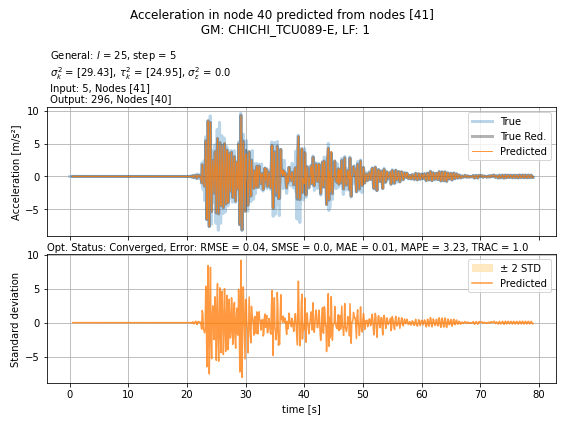 Acceleration in node 40 predicted from nodes [41]
GM: CHICHI_TCU089-E, LF: 1
General: l = 25, step = 5
σ²ₖ = [29.43], τ²ₖ = [24.95], σ²ε = 0.0
Input: 5, Nodes [41]
Output: 296, Nodes [40]
Acceleration [m/s²]
10
5
0
−5
True
True Red.
Predicted
Opt. Status: Converged, Error: RMSE = 0.04, SMSE = 0.0, MAE = 0.01, MAPE = 3.23, TRAC = 1.0
Standard deviation
10
5
0
−5
± 2 STD
Predicted
0 10 20 30 40 50 60 70 80
time [s]